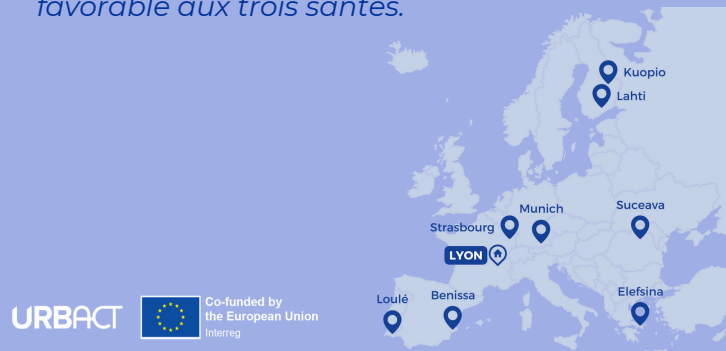 favorable aux trois santés.
Kuopio
Lahti
Suceava
Munich
Strasbourg
LYON
Elefsina
Benissa
Loulé
URBACT
Co-funded by
the European Union
Interreg